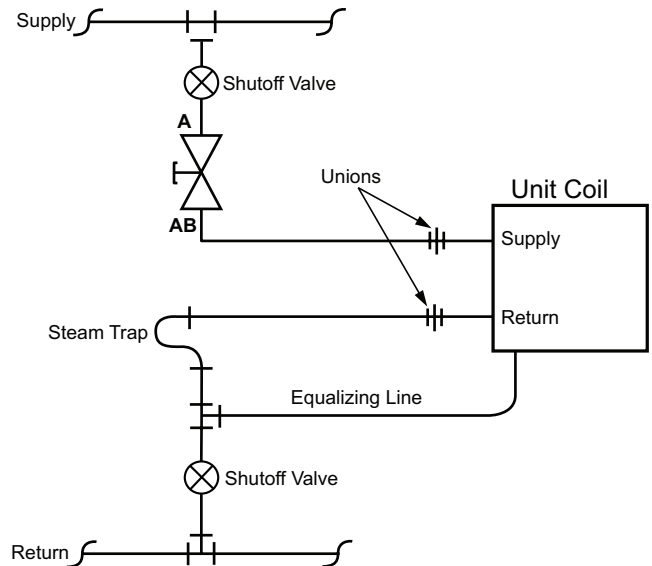 Supply
Shutoff Valve
A
AB
Unions
Unit Coil
Supply
Return
Steam Trap
Equalizing Line
Shutoff Valve
Return